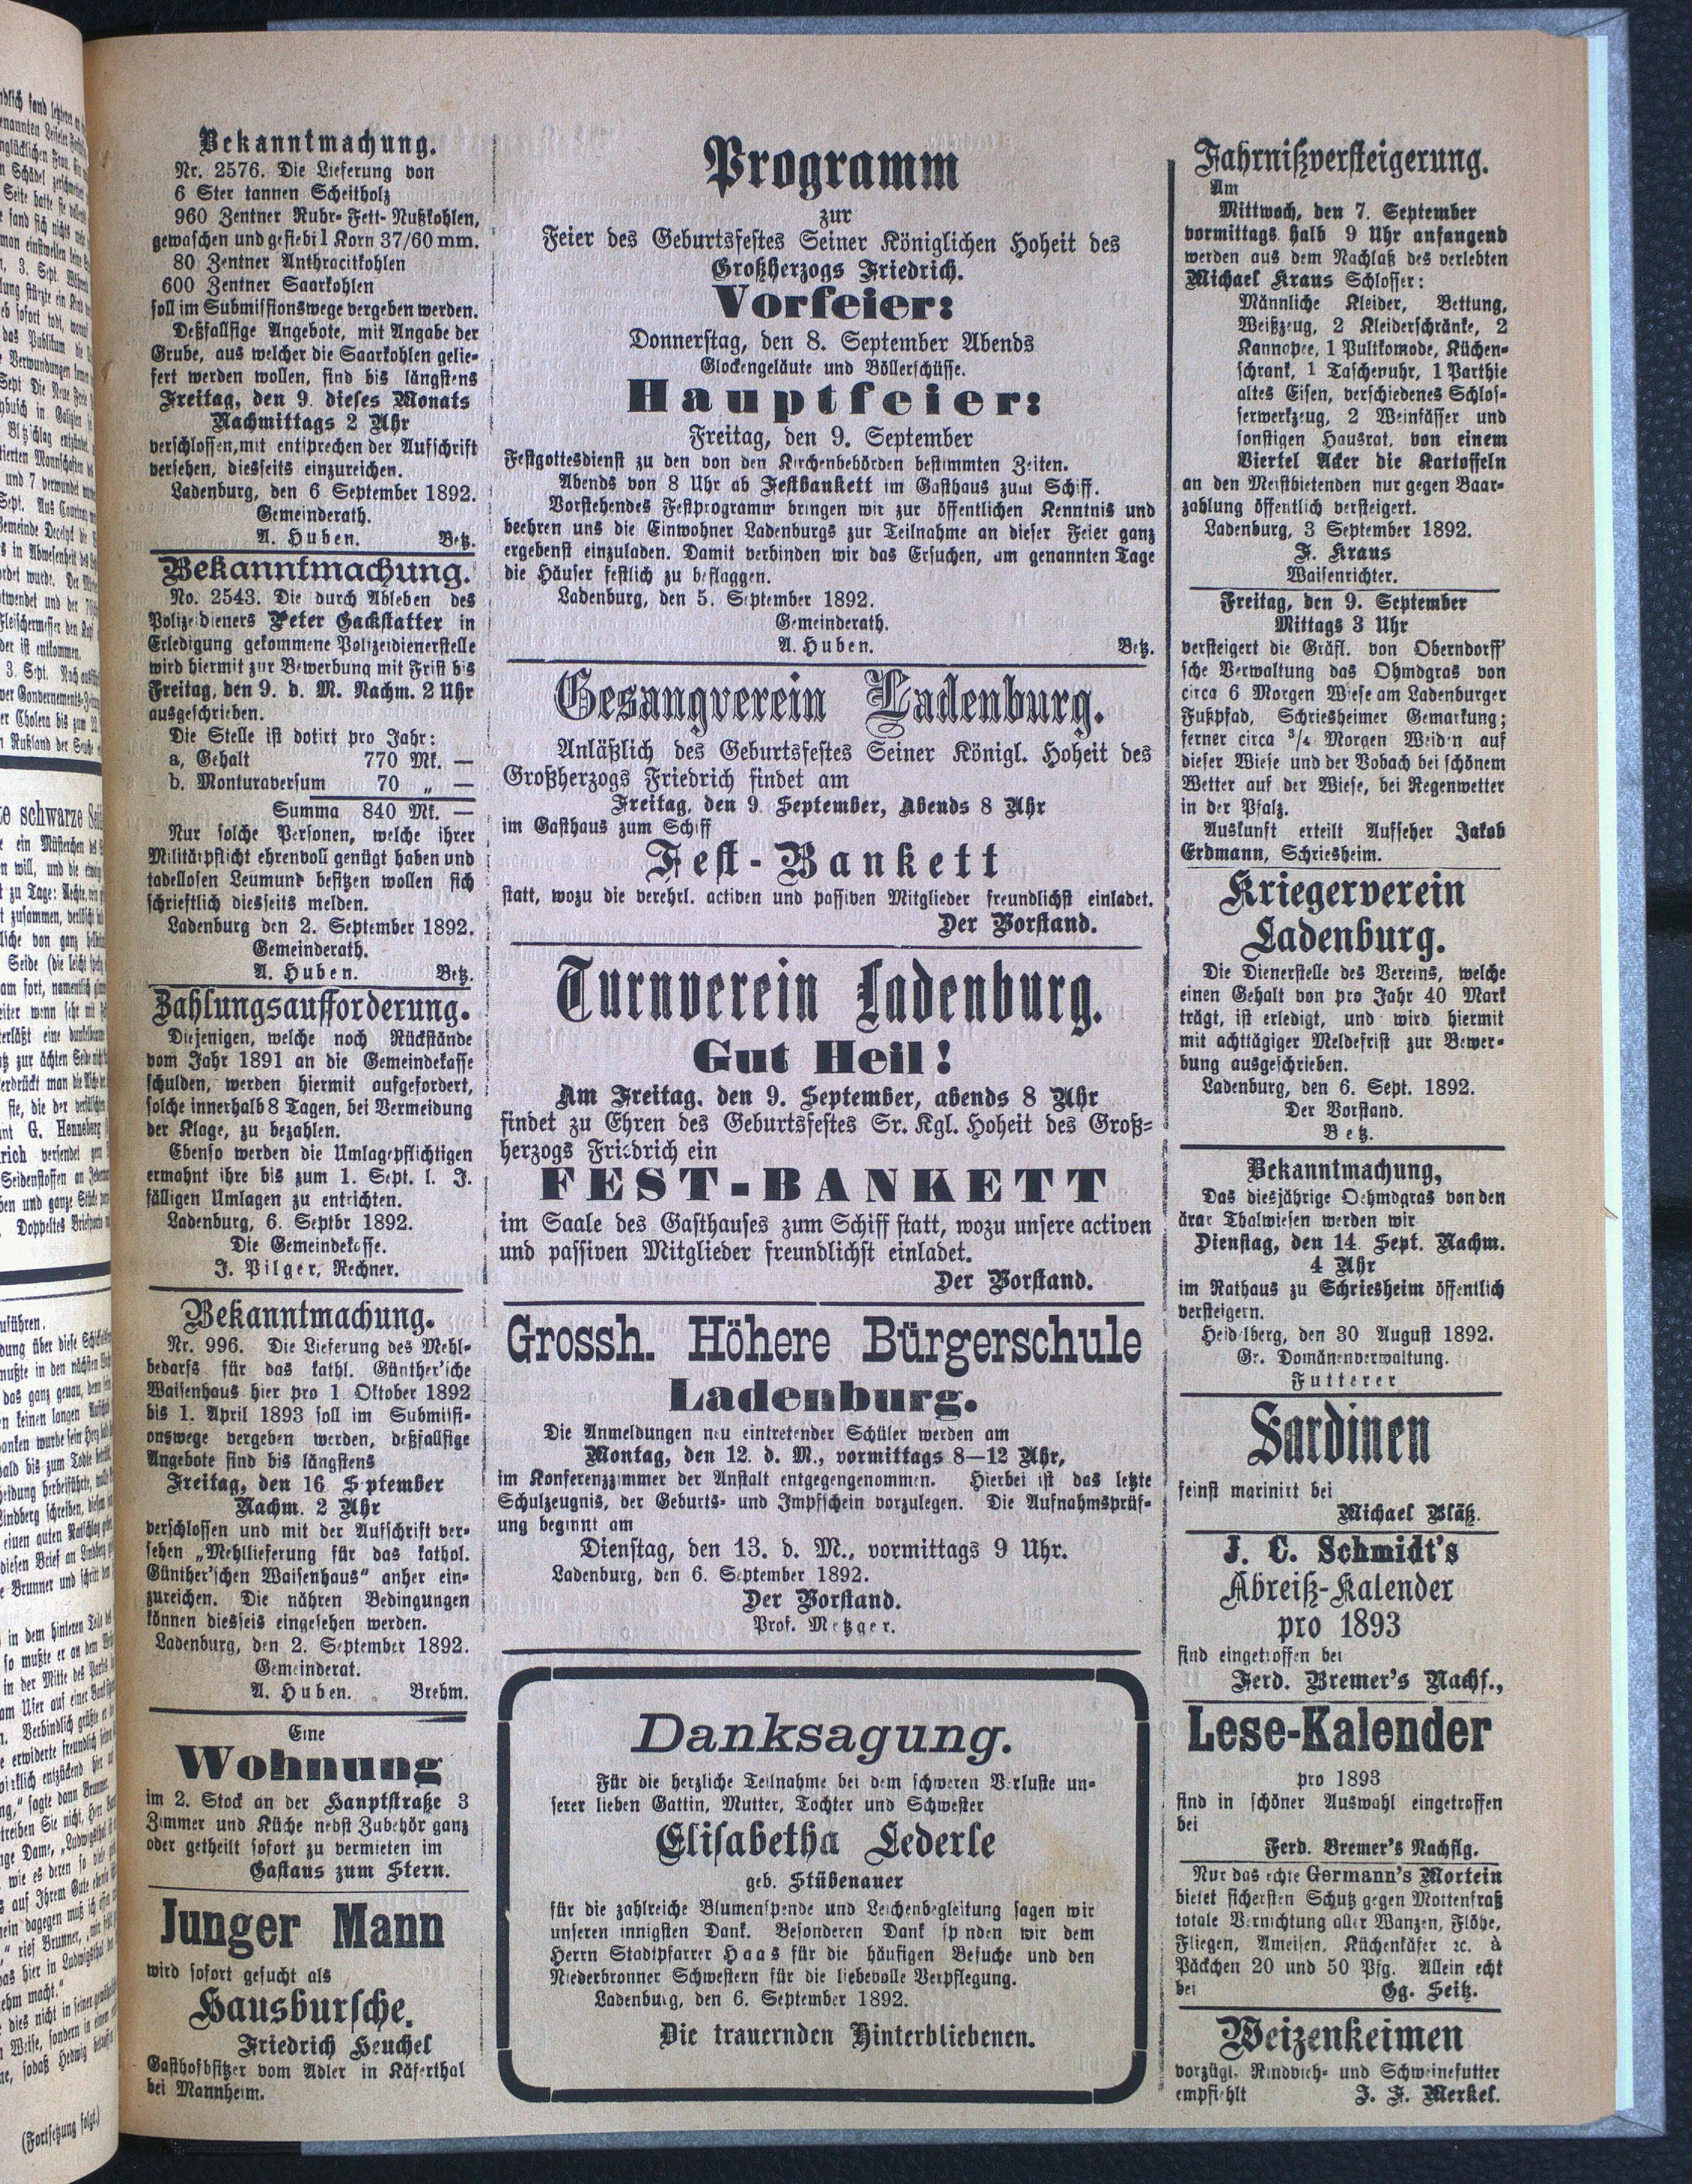 Bekanntmachung.
Nr. 2576. Die Lieferung von
6 Ster tannen Scheitholz
960 Zentner Ruhr- Fett- Nußkohlen,
gewaschen und gesiebi 1 Korn 37/60 mm.
80 Zentner Anthracitkohlen
600 Zentner Saarkohlen
soll im Submissionswege vergeben werden.
Deßfallsige Angebote, mit Angabe der
Grube, aus welcher die Saarkohlen gelie-
fert werden wollen, sind bis längstens
Freitag, den 9. dieses Monats
Nachmittags 2 Uhr
verschlossen, mit entsprechender Aufschrift
versehen, diesseits einzureichen.
Ladenburg, den 6 September 1892.
Gemeinderath.
A. Huben. Betz.
Bekanntmachung.
No. 2543. Die durch Ableben des
Polizeidieners Peter Gackstatter in
Erledigung gekommene Polizeidienerstelle
wird hiermit zur Bewerbung mit Frist bis
Freitag, den 9. d. M. Nachm. 2 Uhr
ausgeschrieben.
Die Stelle ist dotirt pro Jahr:
a, Gehalt 770 Mk. —
b. Monturaversum 70 „ —
Summa 840 Mk. —
Nur solche Personen, welche ihrer
Militärpflicht ehrenvoll genügt haben und
tadellosen Leumund besitzen wollen sich
schrieftlich diesseits melden.
Ladenburg den 2. September 1892.
Gemeinderath.
A. Huben. Betz.
Zahlungsaufforderung.
Diejenigen, welche noch Rückstände
vom Jahr 1891 an die Gemeindekasse
schulden, werden hiermit aufgefordert,
solche innerhalb 8 Tagen, bei Vermeidung
der Klage, zu bezahlen.
Ebenso werden die Umlagepflichtigen
ermahnt ihre bis zum 1. Sept. l. J.
fälligen Umlagen zu entrichten.
Ladenburg, 6. Septbr 1892.
Die Gemeindekasse.
J. Pilger, Rechner.
Bekanntmachung.
Nr. 996. Die Lieferung des Mehl-
bedarfs für das kathl. Günther'sche
Waisenhaus hier pro 1 Oktober 1892
bis 1. April 1893 soll im Submissi-
onswege vergeben werden, deßfallsige
Angebote sind bis längstens
Freitag, den 16 September
Nachm. 2 Uhr
verschlossen und mit der Aufschrift ver-
sehen „Mehllieferung für das kathol.
Günther'schen Waisenhaus“ anher ein-
zureichen. Die nähren Bedingungen
können diesseis eingesehen werden.
Ladenburg, den 2. September 1892.
Gemeinderat.
A. Huben. Brehm.
Eine
Wohnung
im 2. Stock an der Hauptstraße 3
Zimmer und Küche nebst Zubehör ganz
oder getheilt sofort zu vermieten im
Gastaus zum Stern.
Junger Mann
wird sofort gesucht als
Hausbursche.
Friedrich Heuchel
Gasthofbsitzer vom Adler in Käferthal
bei Mannheim.
Programm
zur
Feier des Geburtsfestes Seiner Königlichen Hoheit des
Großherzogs Friedrich.
Vorfeier:
Donnerstag, den 8. September Abends
Glockengeläute und Böllerschüsse.
Hauptfeier:
Freitag, den 9. September
Festgottesdienst zu den von den Kirchenbehörden bestimmten Zeiten.
Abends von 8 Uhr ab Festbankett im Gasthaus zum Schiff.
Vorstehendes Festprogramm bringen wir zur öffentlichen Kenntnis und
beehren uns die Einwohner Ladenburgs zur Teilnahme an dieser Feier ganz
ergebenst einzuladen. Damit verbinden wir das Ersuchen, am genannten Tage
die Häuser festlich zu beflaggen.
Ladenburg, den 5. September 1892.
Gemeinderath.
A. Huben. Betz.
Gesangverein Ladenburg.
Anläßlich des Geburtsfestes Seiner Königl. Hoheit des
Großherzogs Friedrich findet am
Freitag, den 9. September, Abends 8 Uhr
im Gasthaus zum Schiff
Fest-Bankett
statt, wozu die verehrl. activen und passiven Mitglieder freundlichst einladet.
Der Vorstand.
Turnverein Ladenburg.
Gut Heil!
Am Freitag, den 9. September, abends 8 Uhr
findet zu Ehren des Geburtsfestes Sr. Kgl. Hoheit des Groß-
herzogs Friedrich ein
FEST-BANKETT
im Saale des Gasthauses zum Schiff statt, wozu unsere activen
und passiven Mitglieder freundlichst einladet.
Der Vorstand.
Grossh. Höhere Bürgerschule
Ladenburg.
Die Anmeldungen neu eintretender Schüler werden am
Montag, den 12. d. M., vormittags 8—12 Uhr,
im Konferenzzimmer der Anstalt entgegengenommen. Hierbei ist das letzte
Schulzeugnis, der Geburts- und Impfschein vorzulegen. Die Aufnahmsprüf-
ung beginnt am
Dienstag, den 13. d. M., vormittags 9 Uhr.
Ladenburg, den 6. September 1892.
Der Vorstand.
Prof. Metzger.
Danksagung.
Für die herzliche Teilnahme bei dem schweren Verluste un-
serer lieben Gattin, Mutter, Tochter und Schwester
Elisabetha Lederle
geb. Stübenauer
für die zahlreiche Blumenspende und Leichenbegleitung sagen wir
unseren innigsten Dank. Besonderen Dank spenden wir dem
Herrn Stadtpfarrer Haas für die häufigen Besuche und den
Niederbronner Schwestern für die liebevolle Verpflegung.
Ladenburg, den 6. September 1892.
Die trauernden Hinterbliebenen.
Fahrnißversteigerung.
Am
Mittwoch, den 7. September
vormittags halb 9 Uhr anfangend
werden aus dem Nachlaß des verlebten
Michael Kraus Schlosser:
Männliche Kleider, Bettung,
Weißzeug, 2 Kleiderschränke, 2
Kannopee, 1 Pultkomode, Küchen-
schrank, 1 Taschenuhr, 1 Parthie
altes Eisen, verschiedenes Schlos-
serwerkzeug, 2 Weinfässer und
sonstigen Hausrat, von einem
Viertel Acker die Kartoffeln
an den Meistbietenden nur gegen Baar-
zahlung öffentlich versteigert.
Ladenburg, 3 September 1892.
F. Kraus
Waisenrichter.
Freitag, den 9. September
Mittags 3 Uhr
versteigert die Gräfl. von Oberndorff'
sche Verwaltung das Ohmdgras von
circa 6 Morgen Wiese am Ladenburger
Fußpfad, Schriesheimer Gemarkung;
ferner circa 3/4 Morgen Weiden auf
dieser Wiese und der Vobach bei schönem
Wetter auf der Wiese, bei Regenwetter
in der Pfalz.
Auskunft erteilt Aufseher Jakob
Erdmann, Schriesheim.
Kriegerverein
Ladenburg.
Die Dienerstelle des Vereins, welche
einen Gehalt von pro Jahr 40 Mark
trägt, ist erledigt, und wird hiermit
mit achttägiger Meldefrist zur Bewer-
bung ausgeschrieben.
Ladenburg, den 6. Sept. 1892.
Der Vorstand.
Betz.
Bekanntmachung,
Das diesjährige Oehmdgras von den
ärar Thalwiesen werden wir
Dienstag, den 14. Sept. Nachm.
4 Uhr
im Rathaus zu Schriesheim öffentlich
versteigern.
Heidelberg, den 30 August 1892.
Gr. Domänenverwaltung.
Futterer
Sardinen
feinst marinirt bei
Michael Bläß.
J. C. Schmidt's
Abreiß-Kalender
pro 1893
sind eingetroffen bei
Ferd. Bremer's Nachf.,
Lese-Kalender
pro 1893
sind in schöner Auswahl eingetroffen
bei
Ferd. Bremer's Nachflg.
Nur das echte Germann's Mortein
bietet sichersten Schutz gegen Mottenfraß
totale Vernichtung aller Wanzen, Flöhe,
Fliegen, Ameisen, Küchenkäfer ꝛc. à
Päckchen 20 und 50 Pfg. Allein echt
bei Gg. Seitz.
Weizenkeimen
vorzügl. Rindvieh- und Schweinefutter
empfiehlt J. F. Merkel.
(Fortsetzung folgt.)